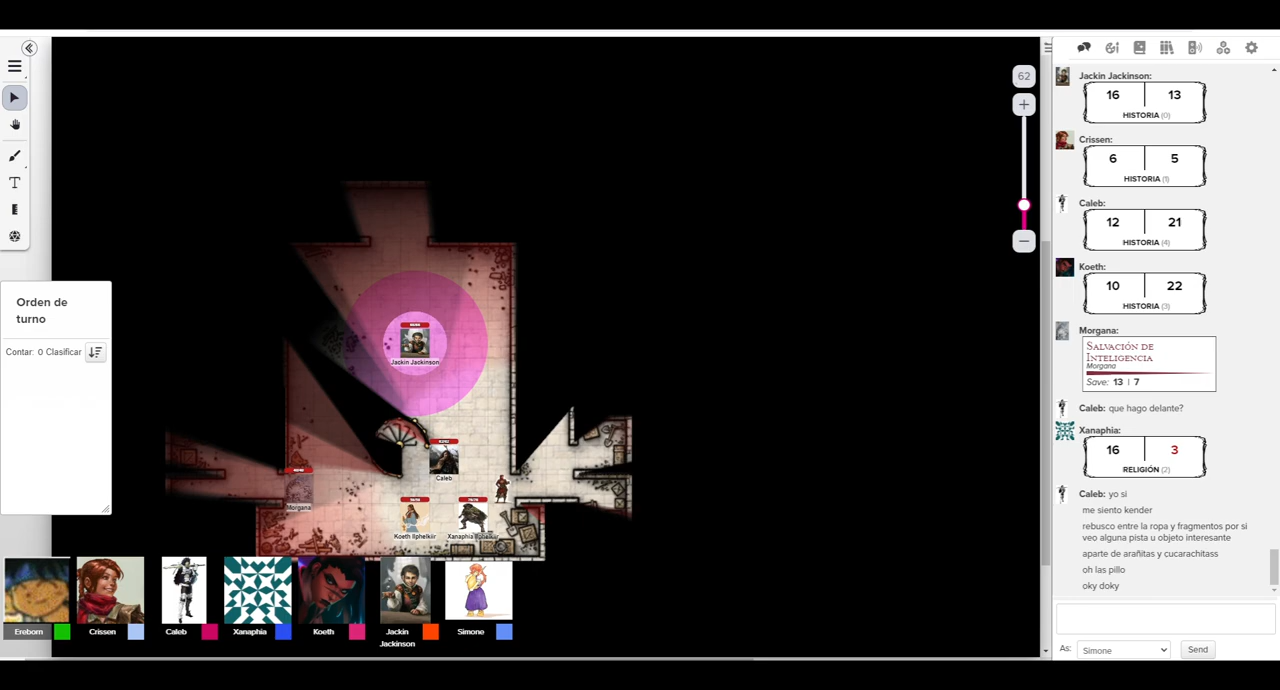 62
Orden de
turno
Contar: 0 Clasificar
Jackin Jackinson
Caleb
Morgana
Koeth Ilphelkiir
Xanaphia Ilphelkiir
Ereborn
Crissen
Caleb
Xanaphia
Koeth
Jackin
Jackinson
Simone
Jackin Jackinson:
16 13
HISTORIA (0)
Crissen:
6 5
HISTORIA (1)
Caleb:
12 21
HISTORIA (4)
Koeth:
10 22
HISTORIA (3)
Morgana:
SALVACIÓN DE
INTELIGENCIA
Morgana
Save: 13 | 7
Caleb: que hago delante?
Xanaphia:
16 3
RELIGIÓN (2)
Caleb: yo si
me siento kender
rebusco entre la ropa y fragmentos por si
veo alguna pista u objeto interesante
aparte de arañitas y cucarachitass
oh las pillo
oky doky
As: Simone Send